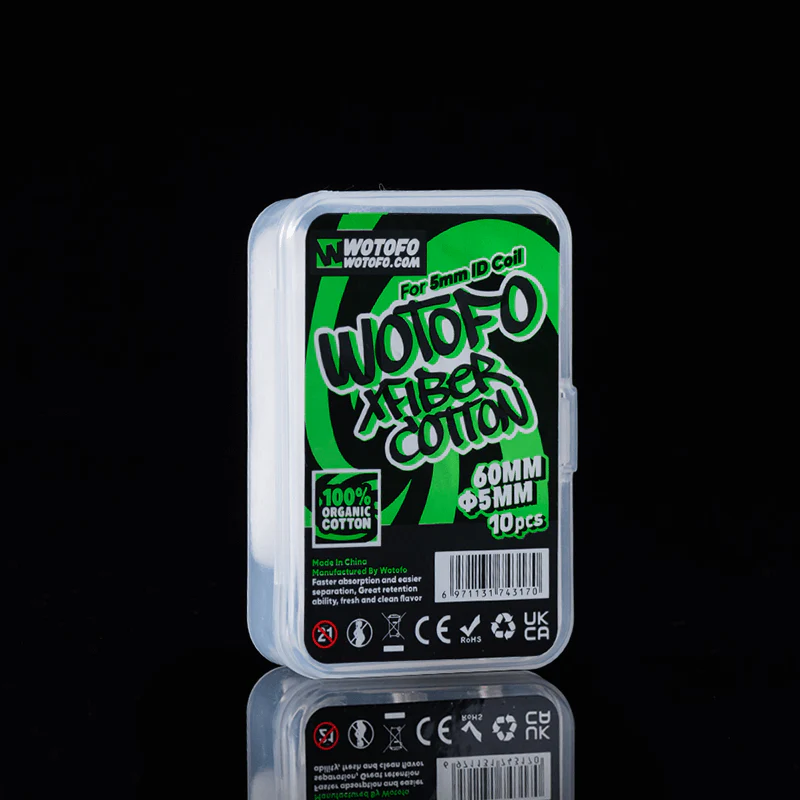 WOTOFO
WOTOFO.COM
For 5mm ID Coil
WOTOFO
XFIBER
COTTON
60MM
Φ5MM
10pcs
100%
ORGANIC
COTTON
Made In China
Manufactured By Wotofo
Faster absorption and easier
separation, Great retention
ability, fresh and clean flavor
6 971131 743170
21
CE
RoHS
UK
CA